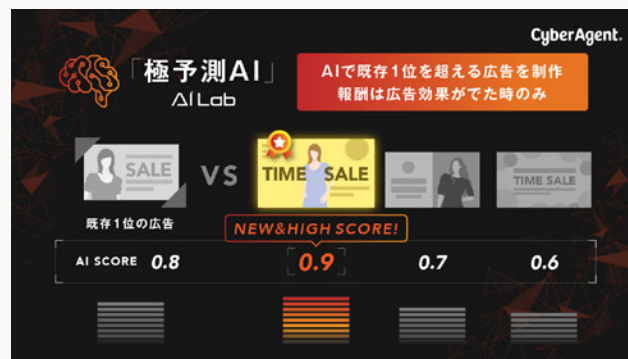 CyberAgent.
「極予測AI」
AI Lab
AIで既存1位を超える広告を制作
報酬は広告効果がでた時のみ
SALE
VS
TIME SALE
TIME SALE
既存1位の広告
NEW&HIGH SCORE!
AI SCORE 0.8 0.9 0.7 0.6